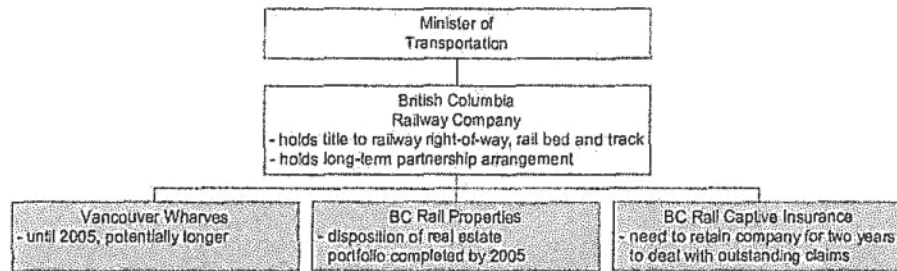 Minister of
Transportation
British Columbia
Railway Company
- holds title to railway right-of-way, rail bed and track
- holds long-term partnership arrangement
Vancouver Wharves
- until 2005, potentially longer
BC Rail Properties
- disposition of real estate
portfolio completed by 2005
BC Rail Captive Insurance
- need to retain company for two years
to deal with outstanding claims